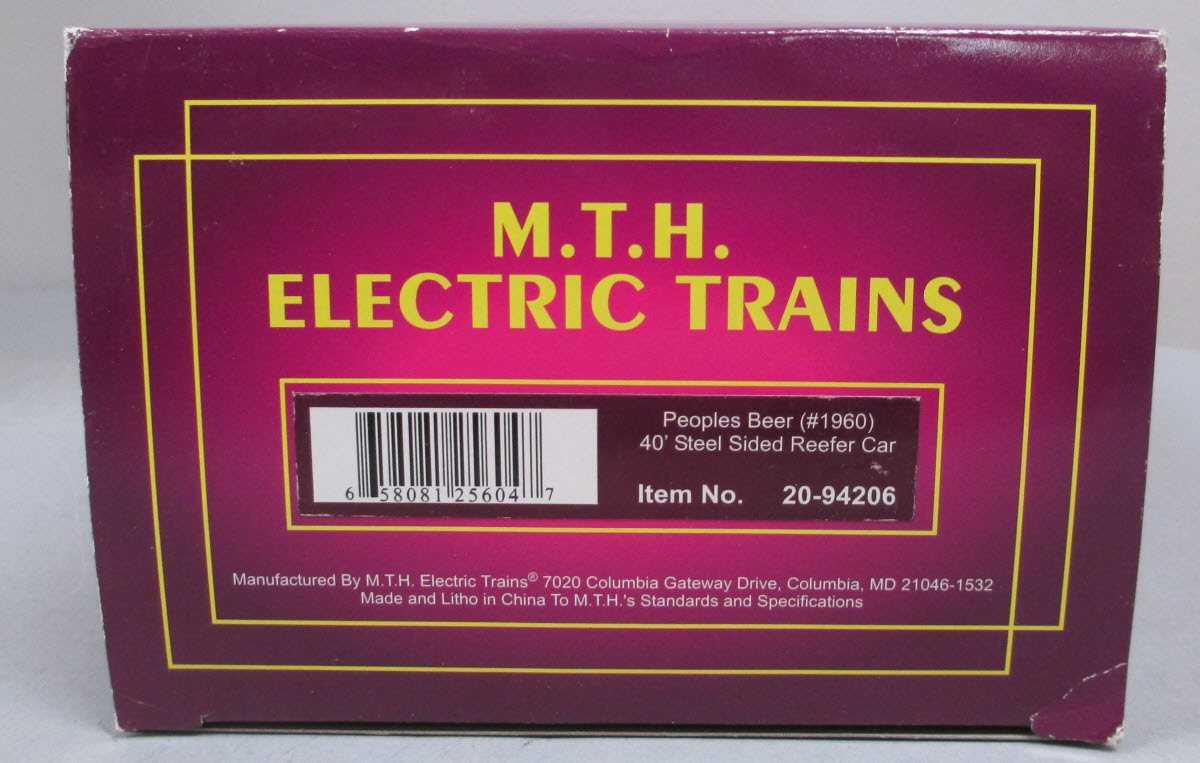 M.T.H.
ELECTRIC TRAINS
Peoples Beer (#1960)
40' Steel Sided Reefer Car
Item No. 20-94206
6 58081 25604 7
Manufactured By M.T.H. Electric Trains® 7020 Columbia Gateway Drive, Columbia, MD 21046-1532
Made and Litho in China To M.T.H.'s Standards and Specifications